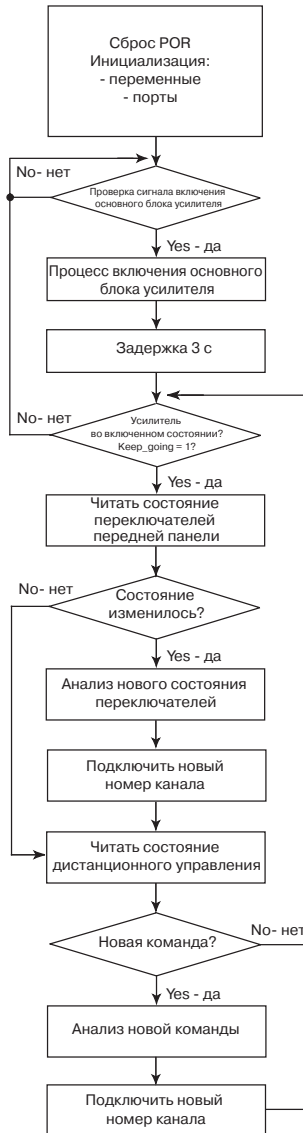 Сброс POR
Инициализация:
- переменные
- порты
No- нет
Проверка сигнала включения
основного блока усилителя
Yes - да
Процесс включения основного
блока усилителя
Задержка 3 с
No- нет
Усилитель
во включенном состоянии?
Keep_going = 1?
Yes - да
Читать состояние
переключателей
передней панели
No- нет
Состояние
изменилось?
Yes - да
Анализ нового состояния
переключателей
Подключить новый
номер канала
Читать состояние
дистанционного управления
Новая команда?
No- нет
Yes - да
Анализ новой команды
Подключить новый
номер канала